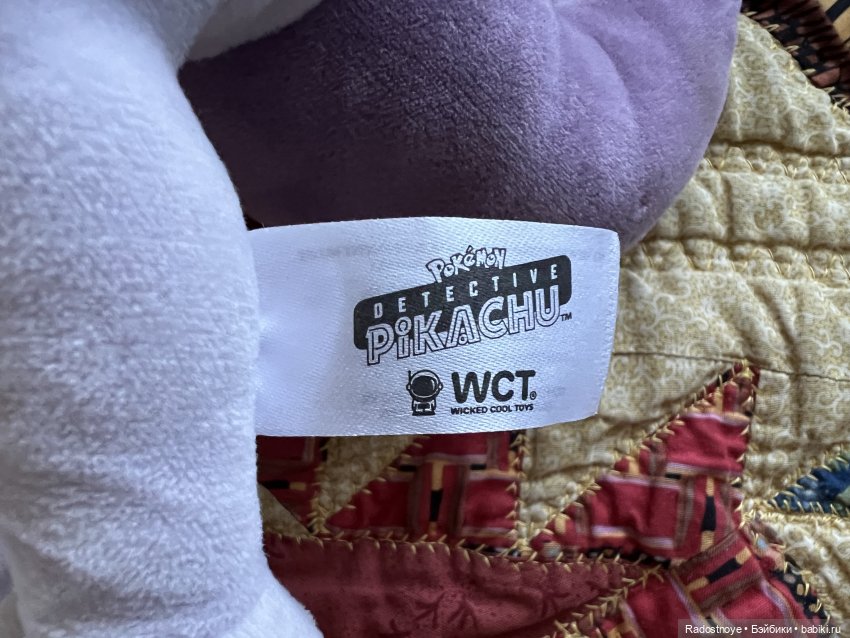 POKéMON
DETECTIVE
PiKACHU™
WCT®
WICKED COOL TOYS
Radostnoye • Бэйбики • babiki.ru